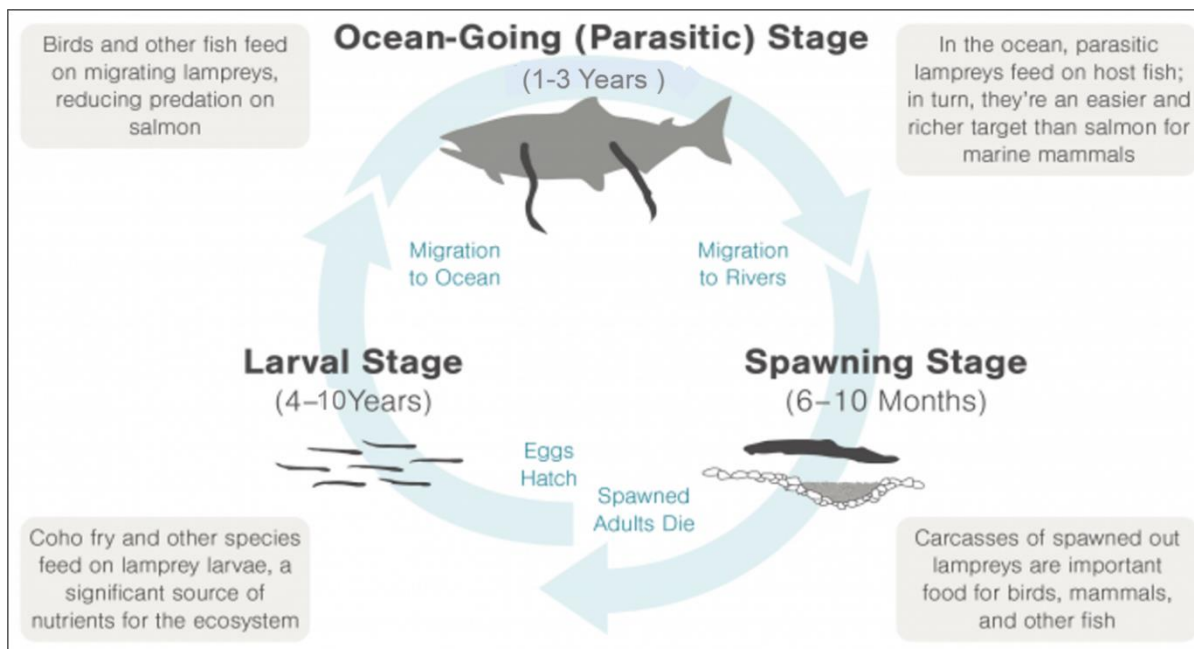 Ocean-Going (Parasitic) Stage
(1-3 Years )
Birds and other fish feed
on migrating lampreys,
reducing predation on
salmon
In the ocean, parasitic
lampreys feed on host fish;
in turn, they're an easier and
richer target than salmon for
marine mammals
Migration
to Ocean
Migration
to Rivers
Larval Stage
(4–10Years)
Spawning Stage
(6–10 Months)
Eggs
Hatch
Spawned
Adults Die
Coho fry and other species
feed on lamprey larvae, a
significant source of
nutrients for the ecosystem
Carcasses of spawned out
lampreys are important
food for birds, mammals,
and other fish